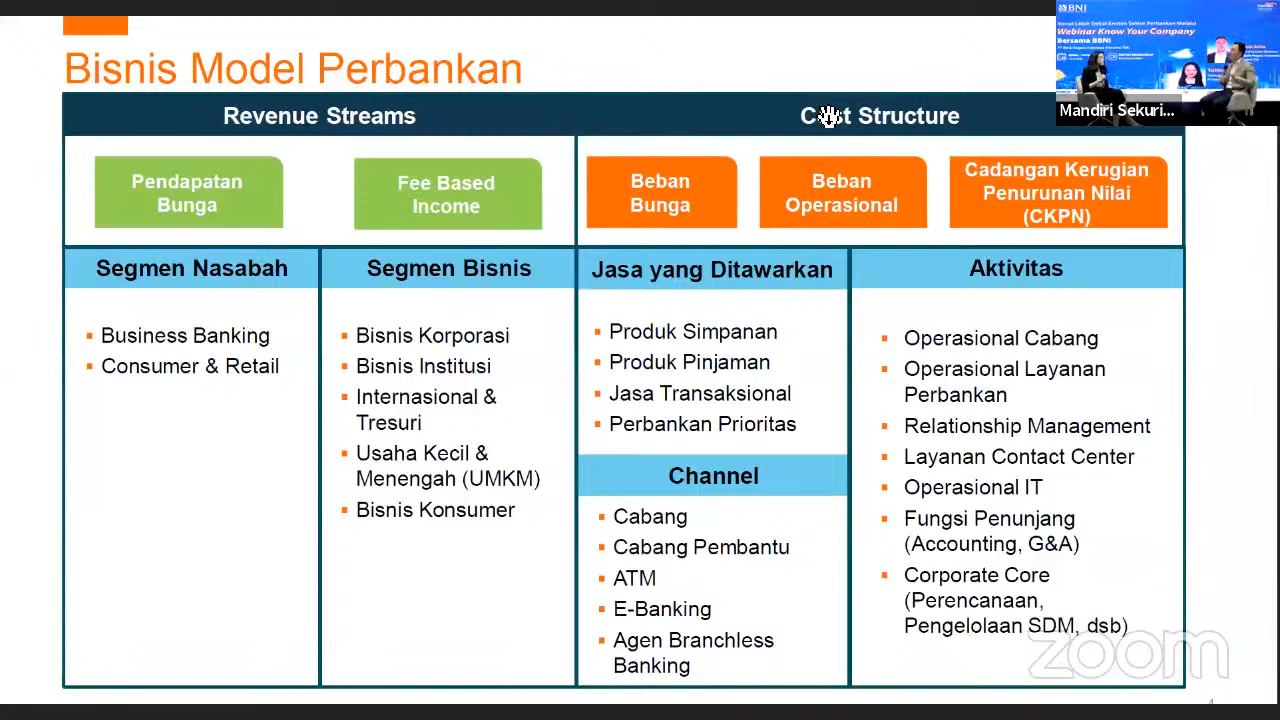 BNI
Webinar Know Your Company
Bersama BBNI
Mandiri Sekuri...
Bisnis Model Perbankan
Revenue Streams
Cost Structure
Pendapatan
Bunga
Fee Based
Income
Beban
Bunga
Beban
Operasional
Cadangan Kerugian
Penurunan Nilai
(CKPN)
Segmen Nasabah
Business Banking
Consumer & Retail
Segmen Bisnis
Bisnis Korporasi
Bisnis Institusi
Internasional &
Tresuri
Usaha Kecil &
Menengah (UMKM)
Bisnis Konsumer
Jasa yang Ditawarkan
Produk Simpanan
Produk Pinjaman
Jasa Transaksional
Perbankan Prioritas
Channel
Cabang
Cabang Pembantu
ATM
E-Banking
Agen Branchless
Banking
Aktivitas
Operasional Cabang
Operasional Layanan
Perbankan
Relationship Management
Layanan Contact Center
Operasional IT
Fungsi Penunjang
(Accounting, G&A)
Corporate Core
(Perencanaan,
Pengelolaan SDM, dsb)
zoom